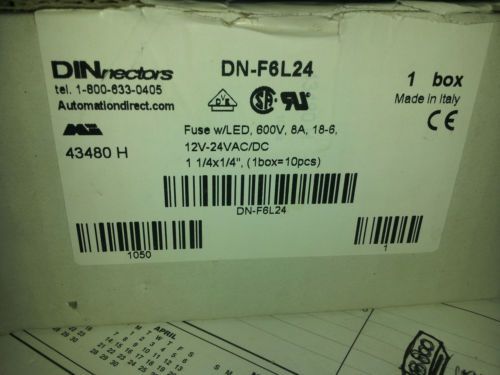 DINnectors
tel. 1-800-633-0405
Automationdirect.com
43480 H
DN-F6L24
Fuse w/LED, 600V, 8A, 18-6,
12V-24VAC/DC
1 1/4x1/4", (1box=10pcs)
1 box
Made in Italy
CE
DN-F6L24
1050
1
APRIL
S M T W T F S